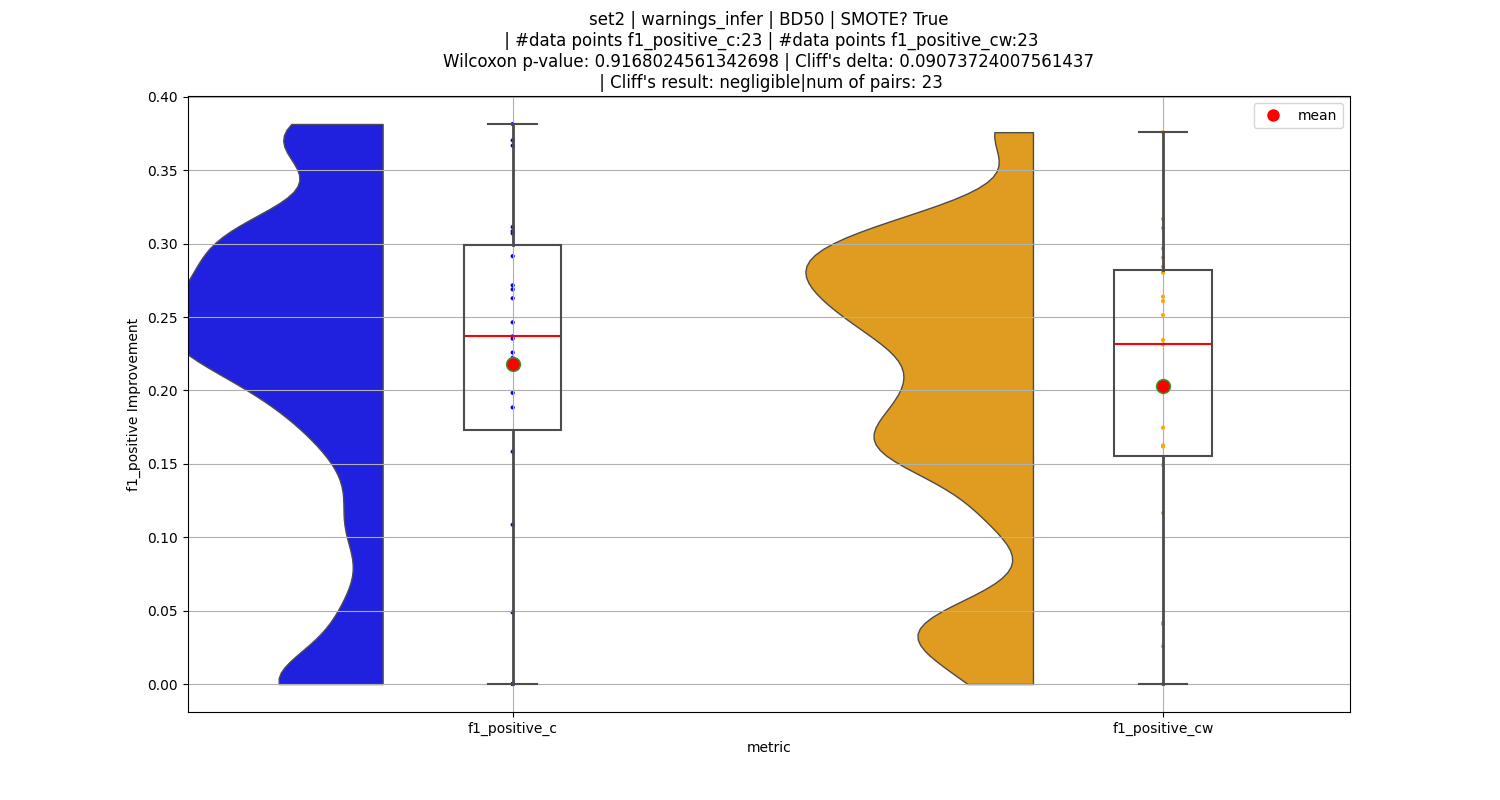 set2 | warnings_infer | BD50 | SMOTE? True
| #data points f1_positive_c:23 | #data points f1_positive_cw:23
Wilcoxon p-value: 0.9168024561342698 | Cliff's delta: 0.09073724007561437
| Cliff's result: negligible|num of pairs: 23
mean
0.40
0.35
0.30
0.25
0.20
0.15
0.10
0.05
0.00
f1_positive Improvement
f1_positive_c
f1_positive_cw
metric